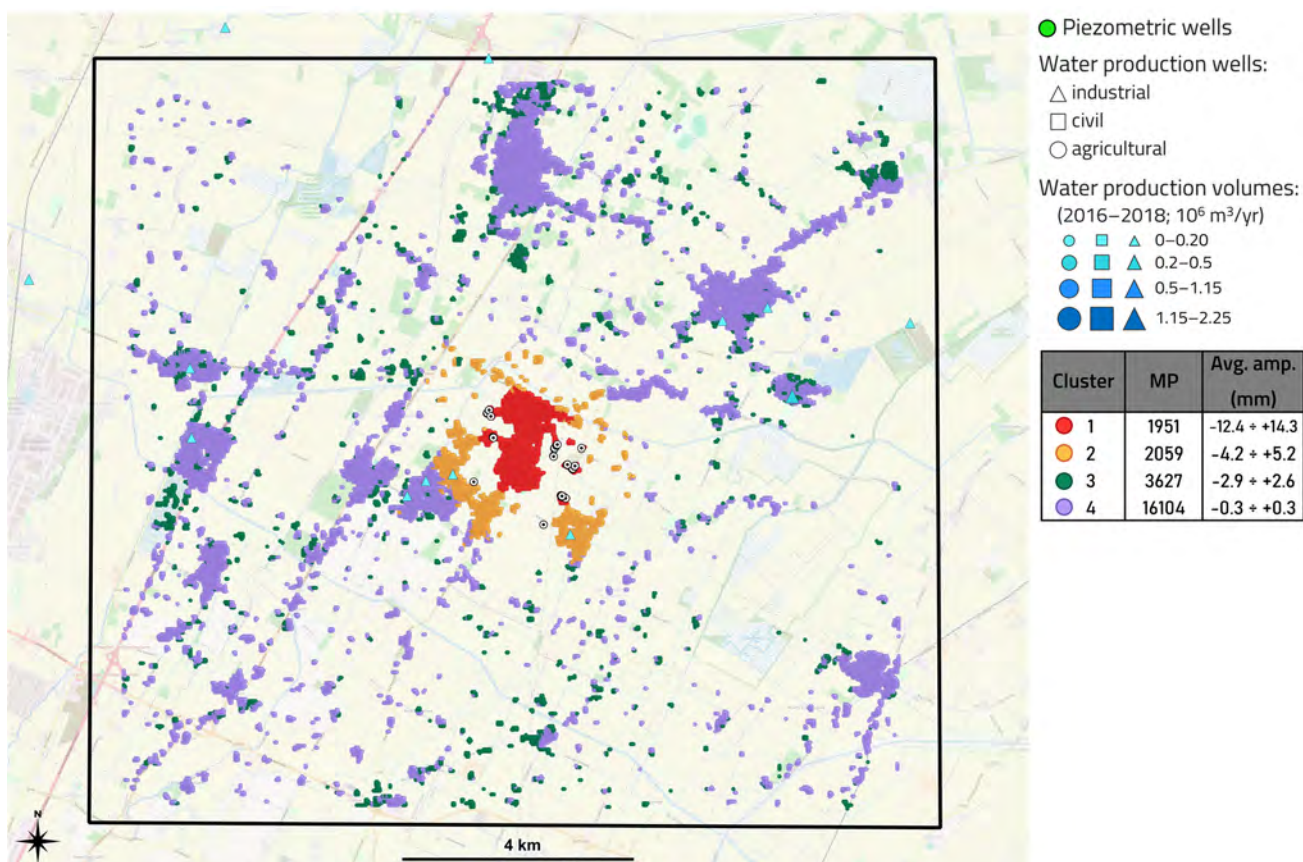 Piezometric wells
Water production wells:
industrial
civil
agricultural
Water production volumes:
(2016–2018; 10⁶ m³/yr)
0–0.20
0.2–0.5
0.5–1.15
1.15–2.25
Cluster MP Avg. amp. (mm)
1 1951 -12.4 ÷ +14.3
2 2059 -4.2 ÷ +5.2
3 3627 -2.9 ÷ +2.6
4 16104 -0.3 ÷ +0.3
N
4 km